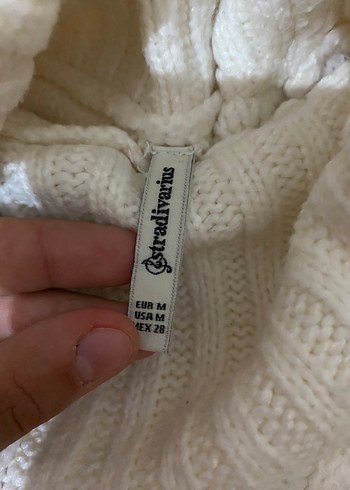 stradivarius
EUR M
USA M
MEX 28